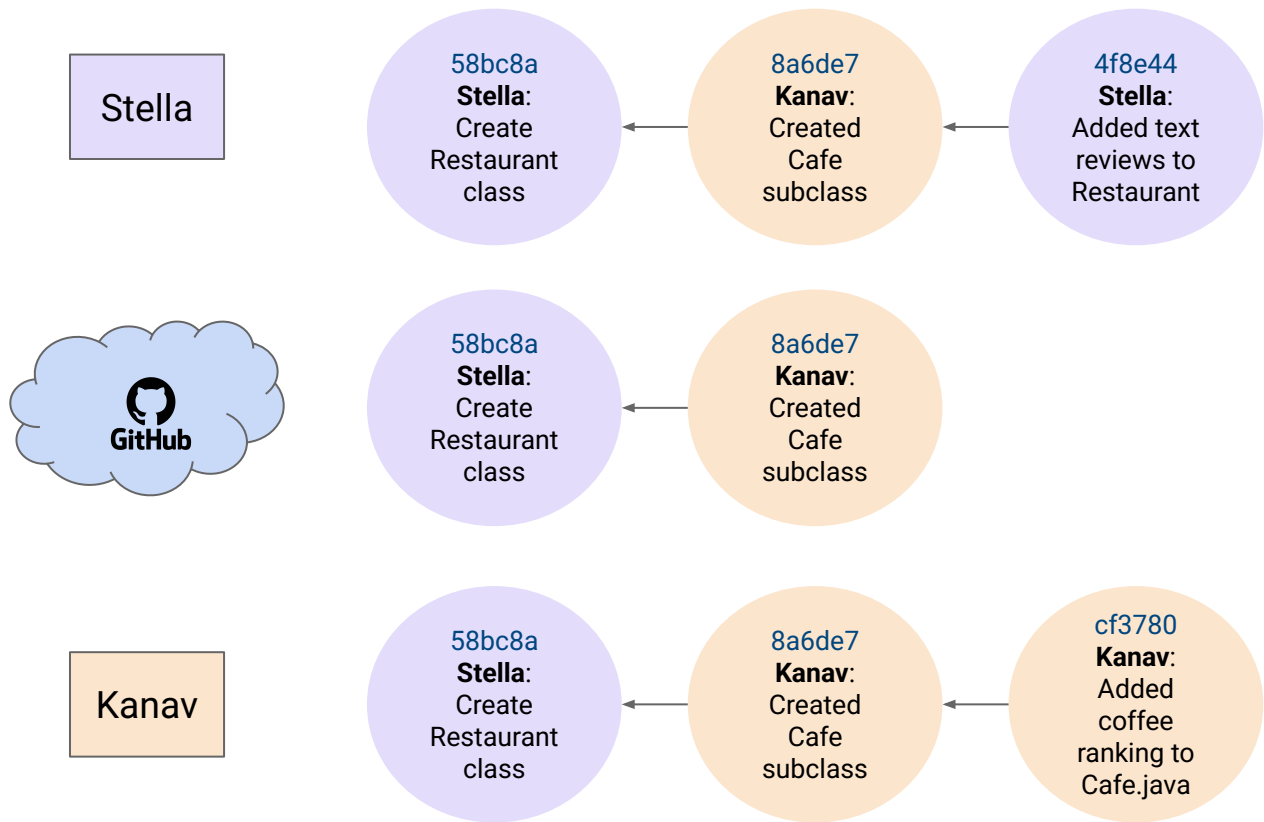 Stella
58bc8a
Stella:
Create
Restaurant
class
8a6de7
Kanav:
Created
Cafe
subclass
4f8e44
Stella:
Added text
reviews to
Restaurant
GitHub
58bc8a
Stella:
Create
Restaurant
class
8a6de7
Kanav:
Created
Cafe
subclass
Kanav
58bc8a
Stella:
Create
Restaurant
class
8a6de7
Kanav:
Created
Cafe
subclass
cf3780
Kanav:
Added
coffee
ranking to
Cafe.java